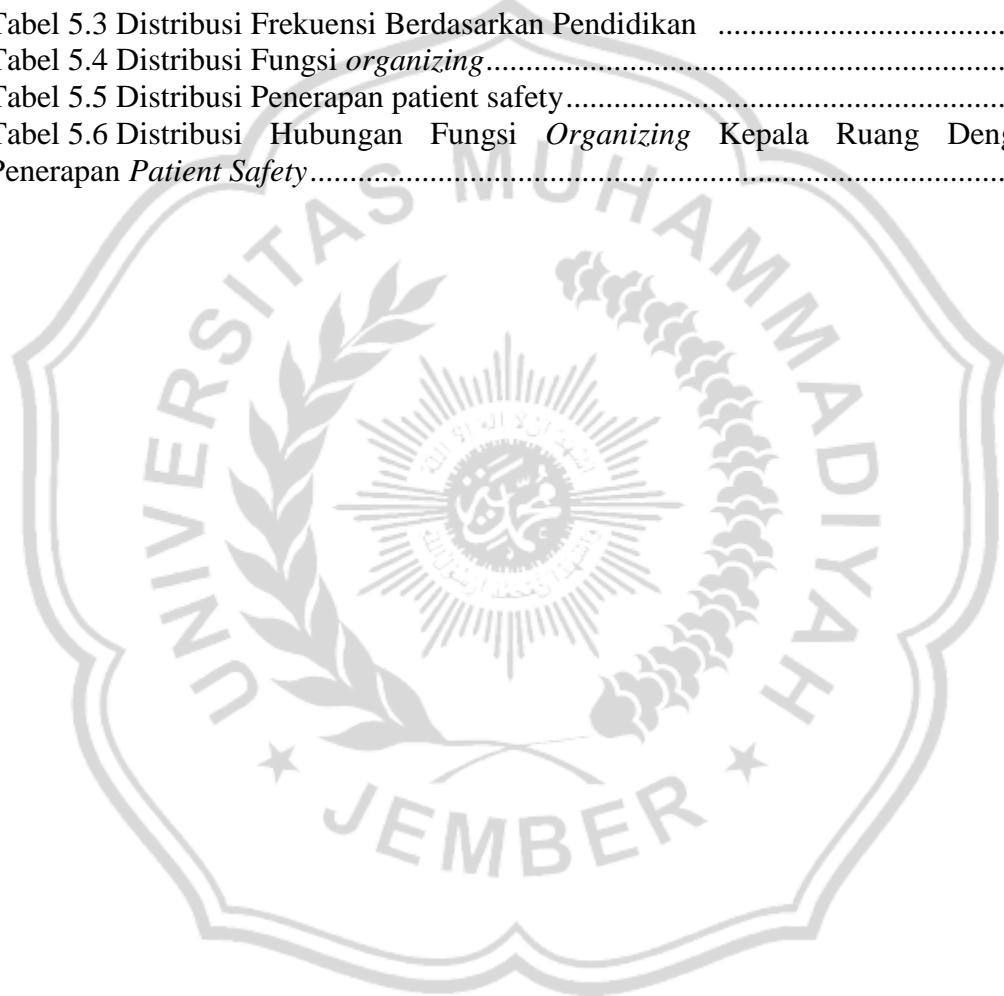 Tabel 5.3 Distribusi Frekuensi Berdasarkan Pendidikan ...................................
Tabel 5.4 Distribusi Fungsi organizing................................................................
Tabel 5.5 Distribusi Penerapan patient safety......................................................
Tabel 5.6 Distribusi Hubungan Fungsi Organizing Kepala Ruang
Penerapan Patient Safety......................................................................................
UNIVERSITAS MUHAMMADIYAH
JEMBER